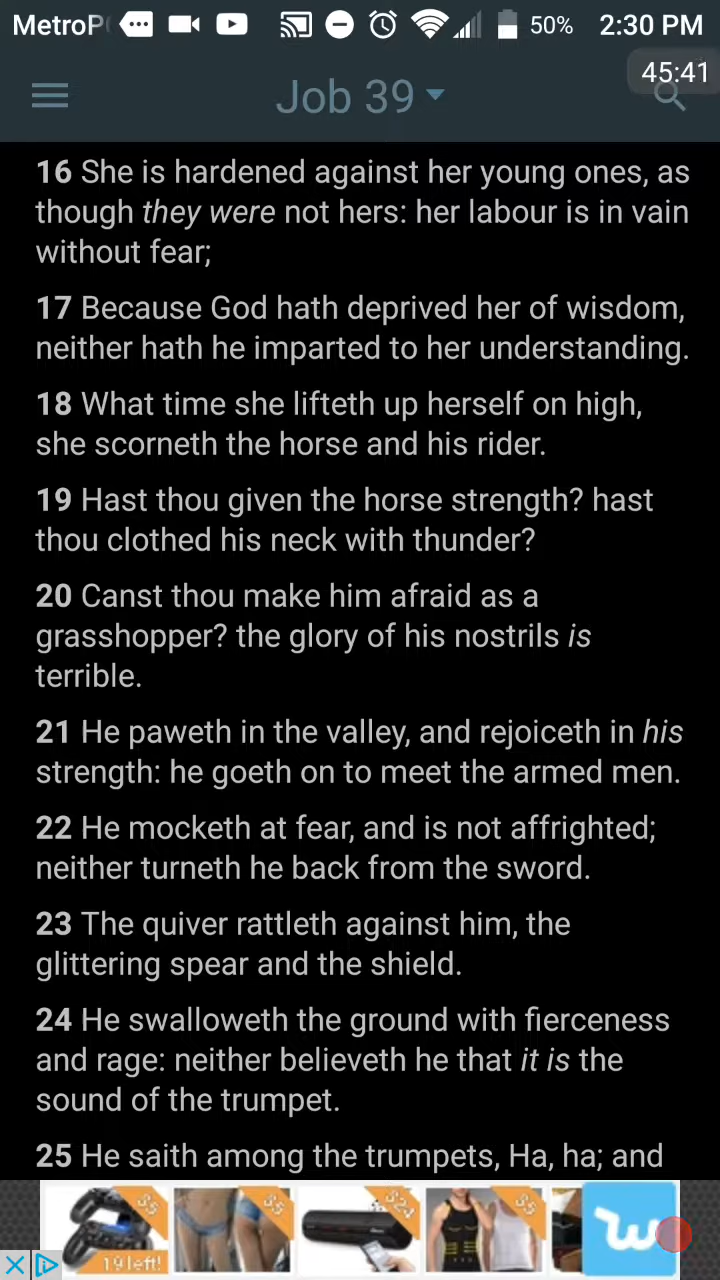 MetroP 50% 2:30 PM
45:41
Job 39
16 She is hardened against her young ones, as
though they were not hers: her labour is in vain
without fear;
17 Because God hath deprived her of wisdom,
neither hath he imparted to her understanding.
18 What time she lifteth up herself on high,
she scorneth the horse and his rider.
19 Hast thou given the horse strength? hast
thou clothed his neck with thunder?
20 Canst thou make him afraid as a
grasshopper? the glory of his nostrils is
terrible.
21 He paweth in the valley, and rejoiceth in his
strength: he goeth on to meet the armed men.
22 He mocketh at fear, and is not affrighted;
neither turneth he back from the sword.
23 The quiver rattleth against him, the
glittering spear and the shield.
24 He swalloweth the ground with fierceness
and rage: neither believeth he that it is the
sound of the trumpet.
25 He saith among the trumpets, Ha, ha; and
$5 $5 $24 $5
19 left!